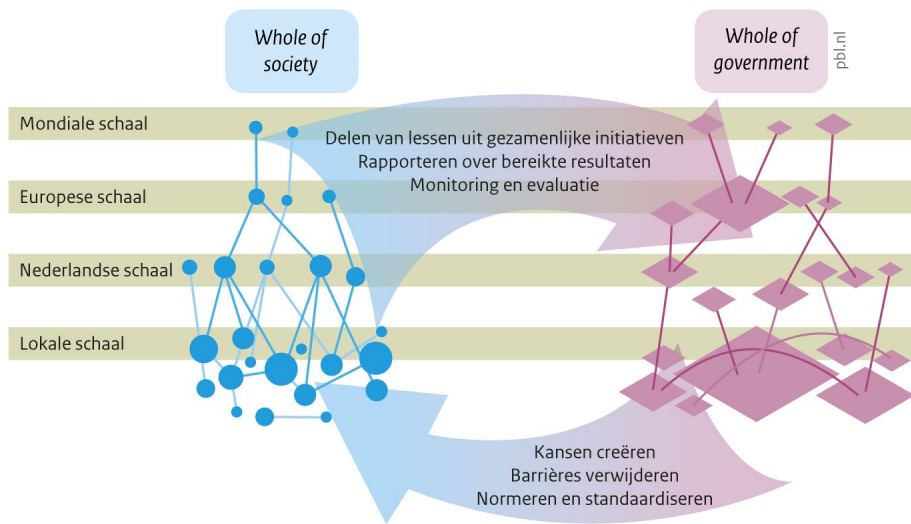 Whole of
society
Whole of
government
pbl.nl
Mondiale schaal
Delen van lessen uit gezamenlijke initiatieven
Rapporteren over bereikte resultaten
Monitoring en evaluatie
Europese schaal
Nederlandse schaal
Lokale schaal
Kansen creëren
Barrières verwijderen
Normeren en standaardiseren